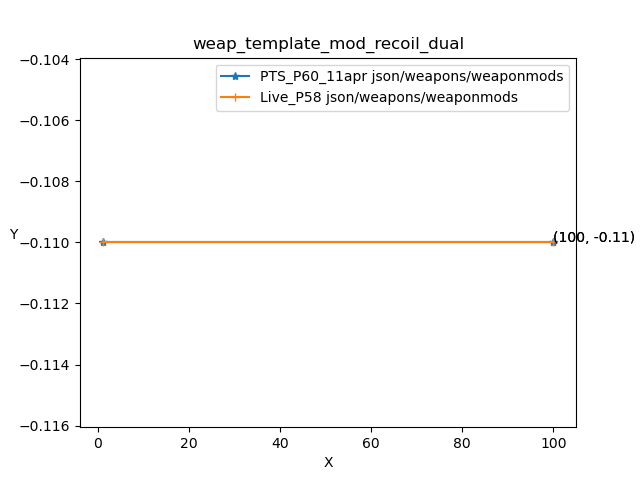 weap_template_mod_recoil_dual
PTS_P60_11apr json/weapons/weaponmods
Live_P58 json/weapons/weaponmods
−0.104
−0.106
−0.108
−0.110
−0.112
−0.114
−0.116
Y
(100, -0.11)
0
20
40
60
80
100
X